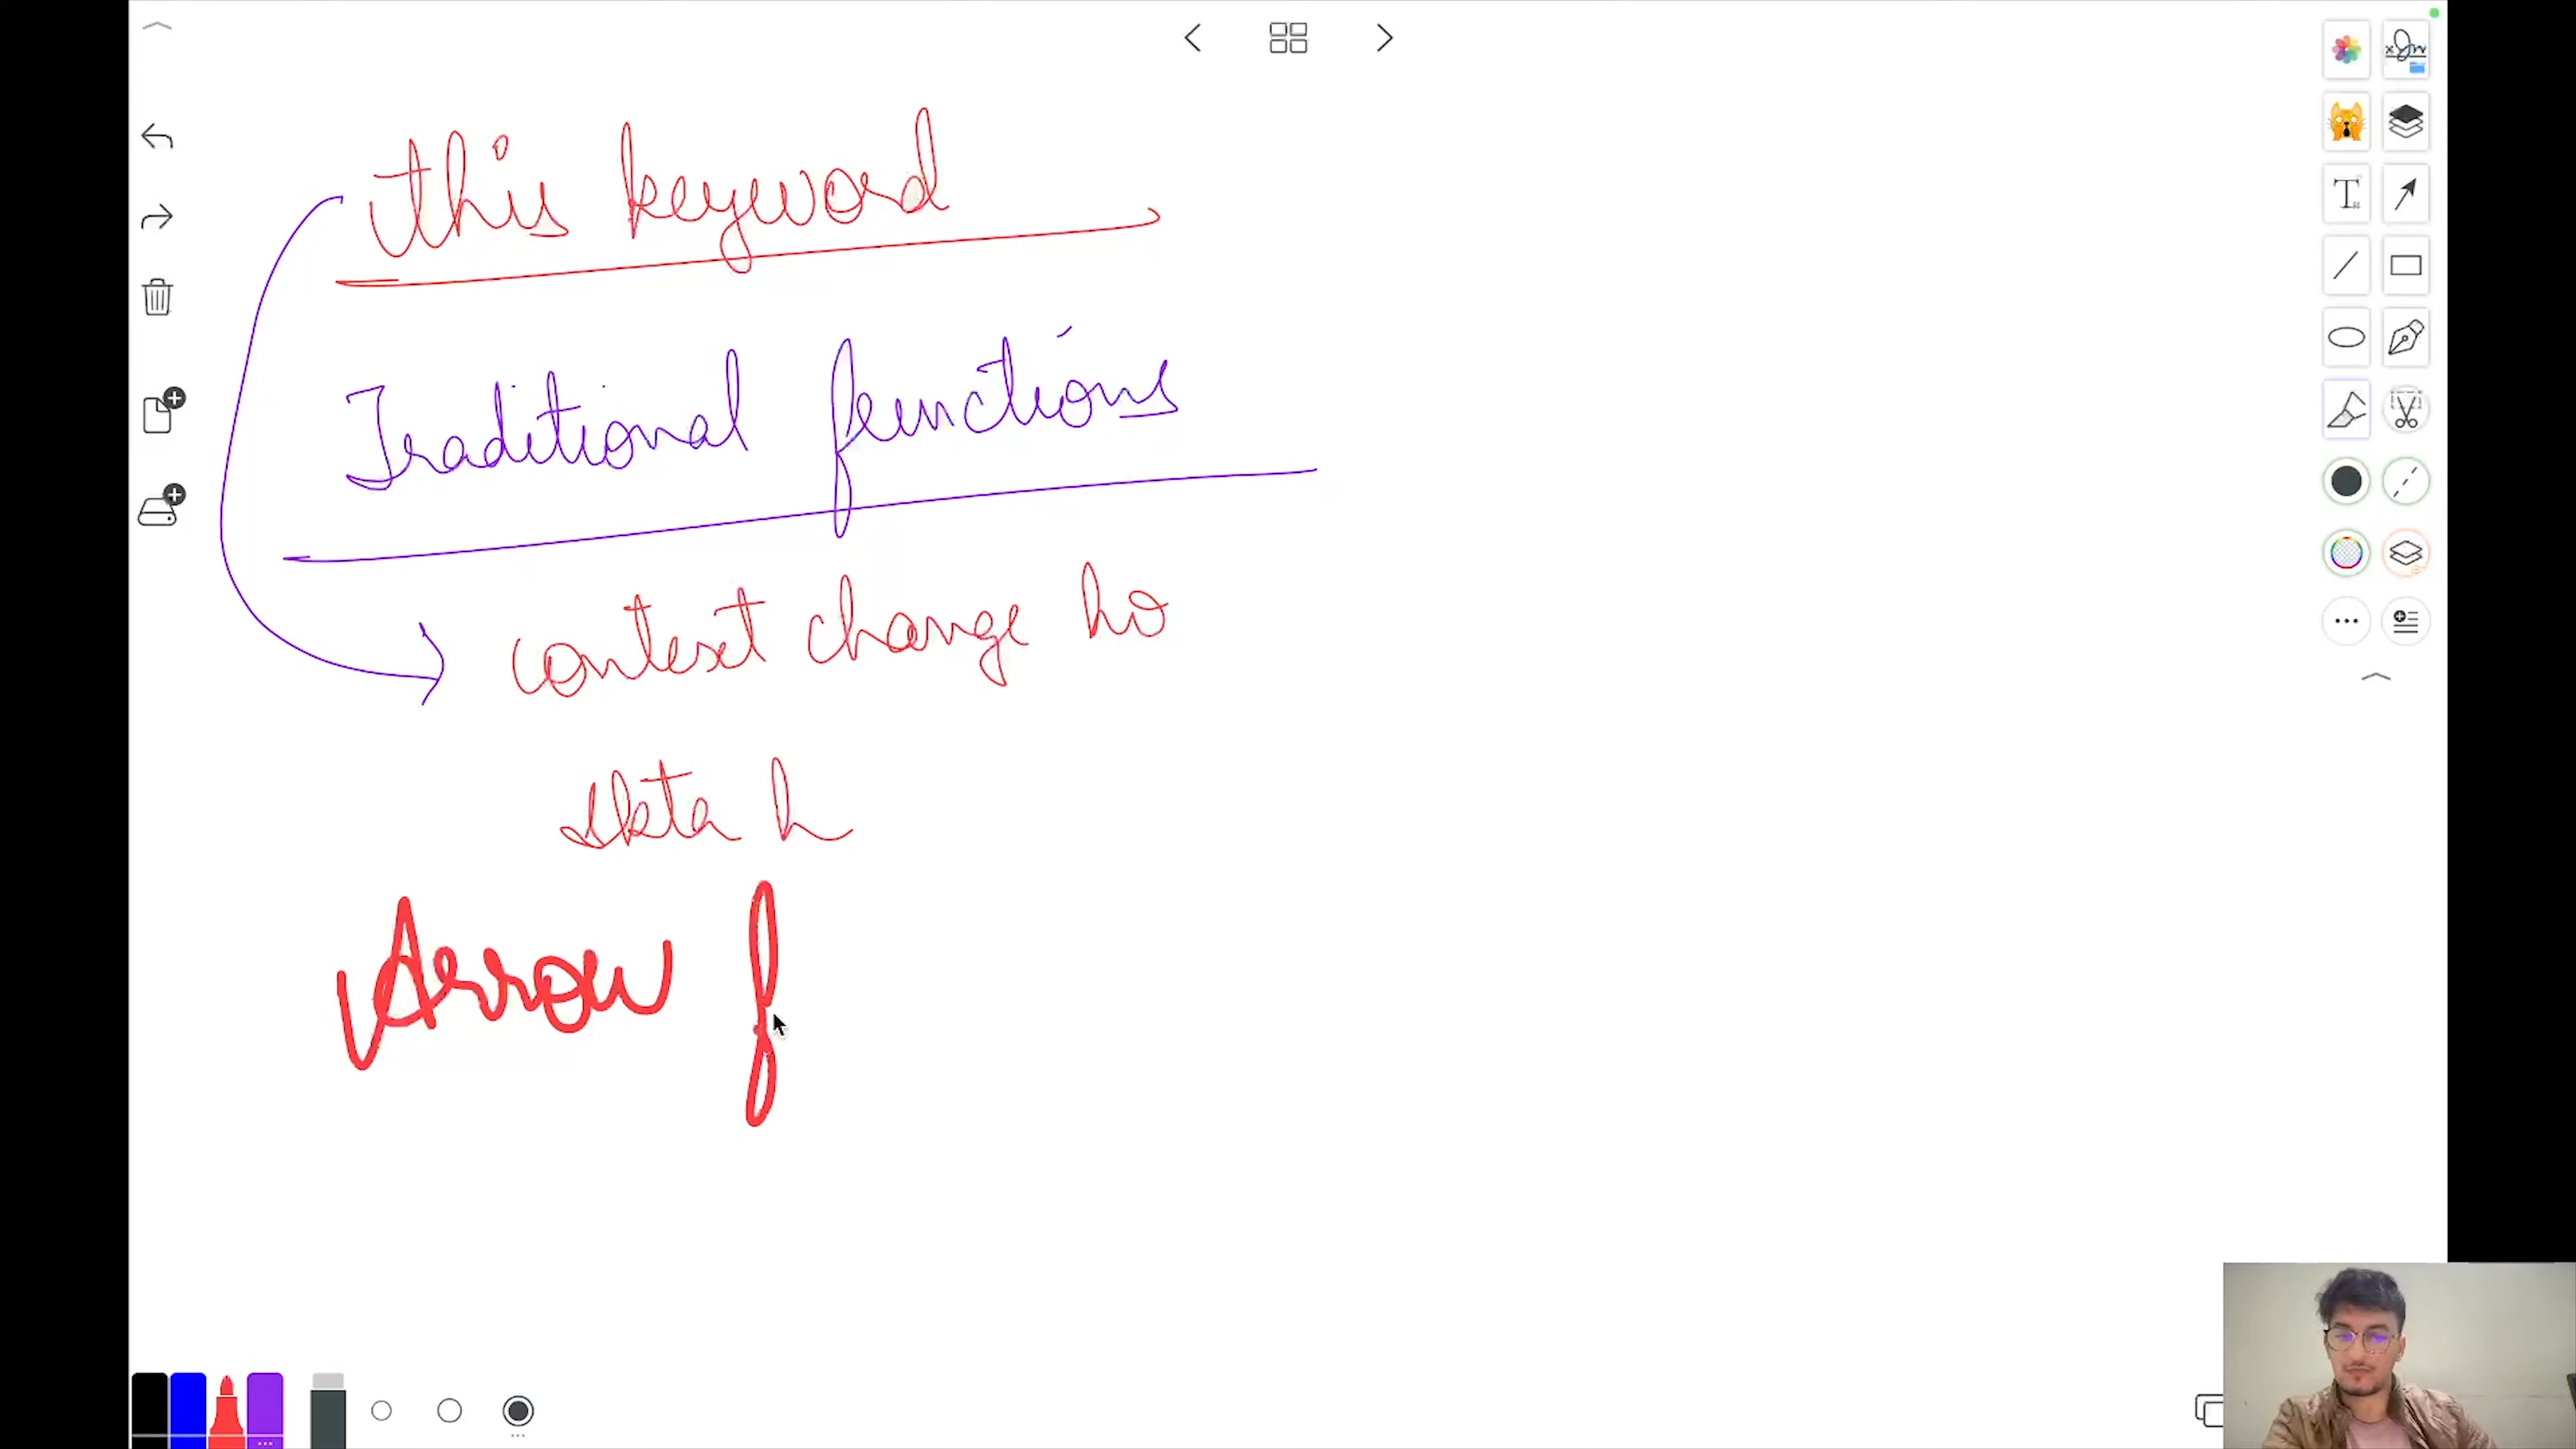 this keyword
Traditional functions
context change ho
skta h
Arrow f